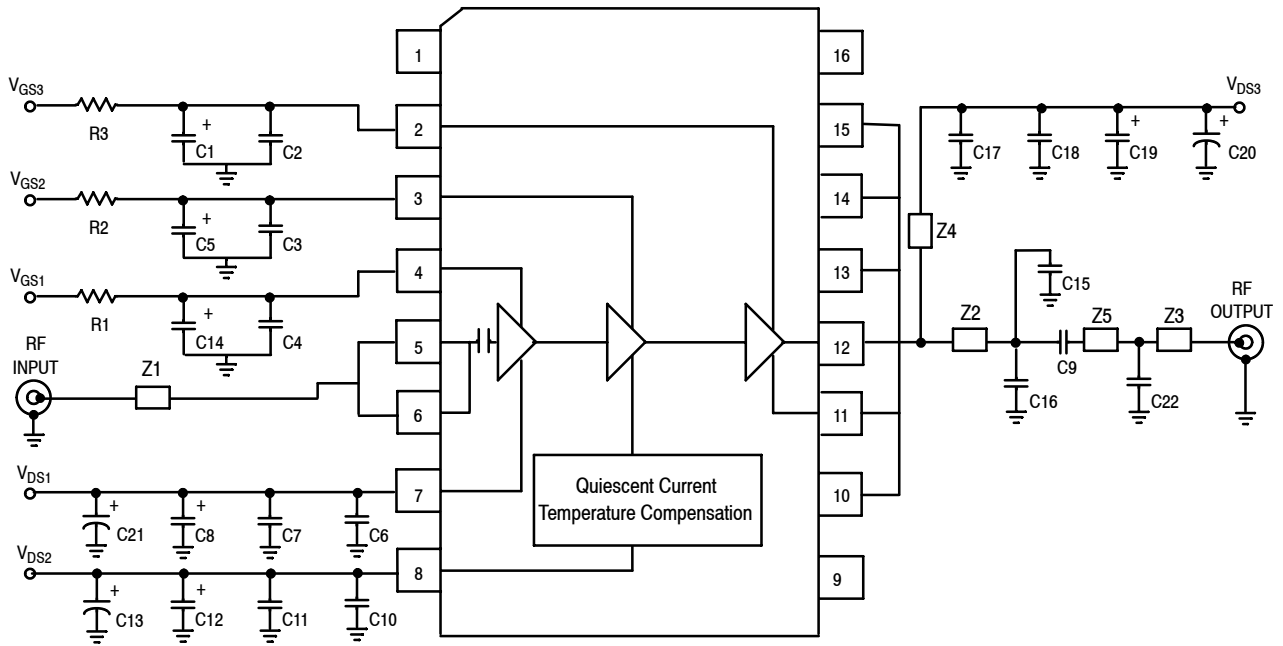 1
16
VGS3
R3
+
C1
C2
2
15
VDS3
C17
C18
+
C19
+
C20
VGS2
R2
+
C5
C3
3
14
Z4
VGS1
R1
+
C14
C4
4
13
C15
RF
INPUT
Z1
5
6
12
11
Z2
C16
C9
Z5
C22
Z3
RF
OUTPUT
VDS1
+
C21
+
C8
C7
C6
7
10
Quiescent Current
Temperature Compensation
VDS2
+
C13
+
C12
C11
C10
8
9